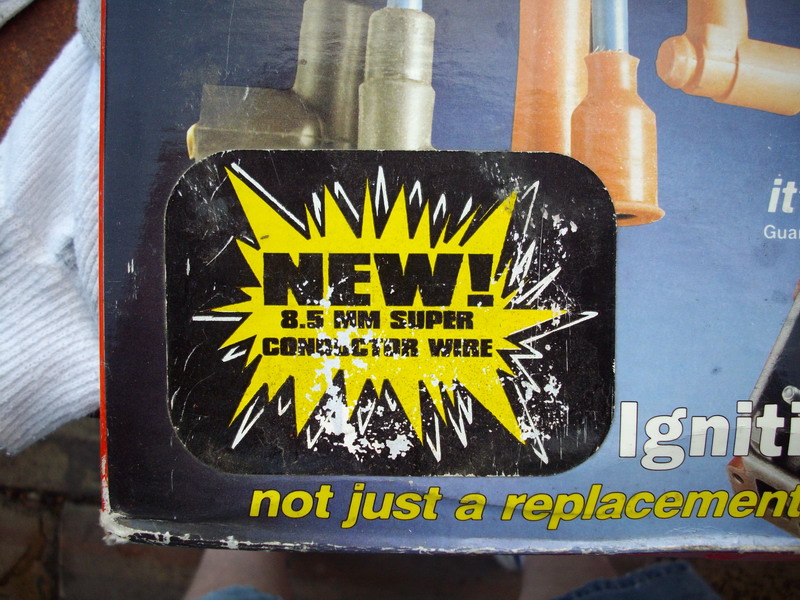 it
Guar
NEW!
8.5 MM SUPER
CONDUCTOR WIRE
Igniti
not just a replacement